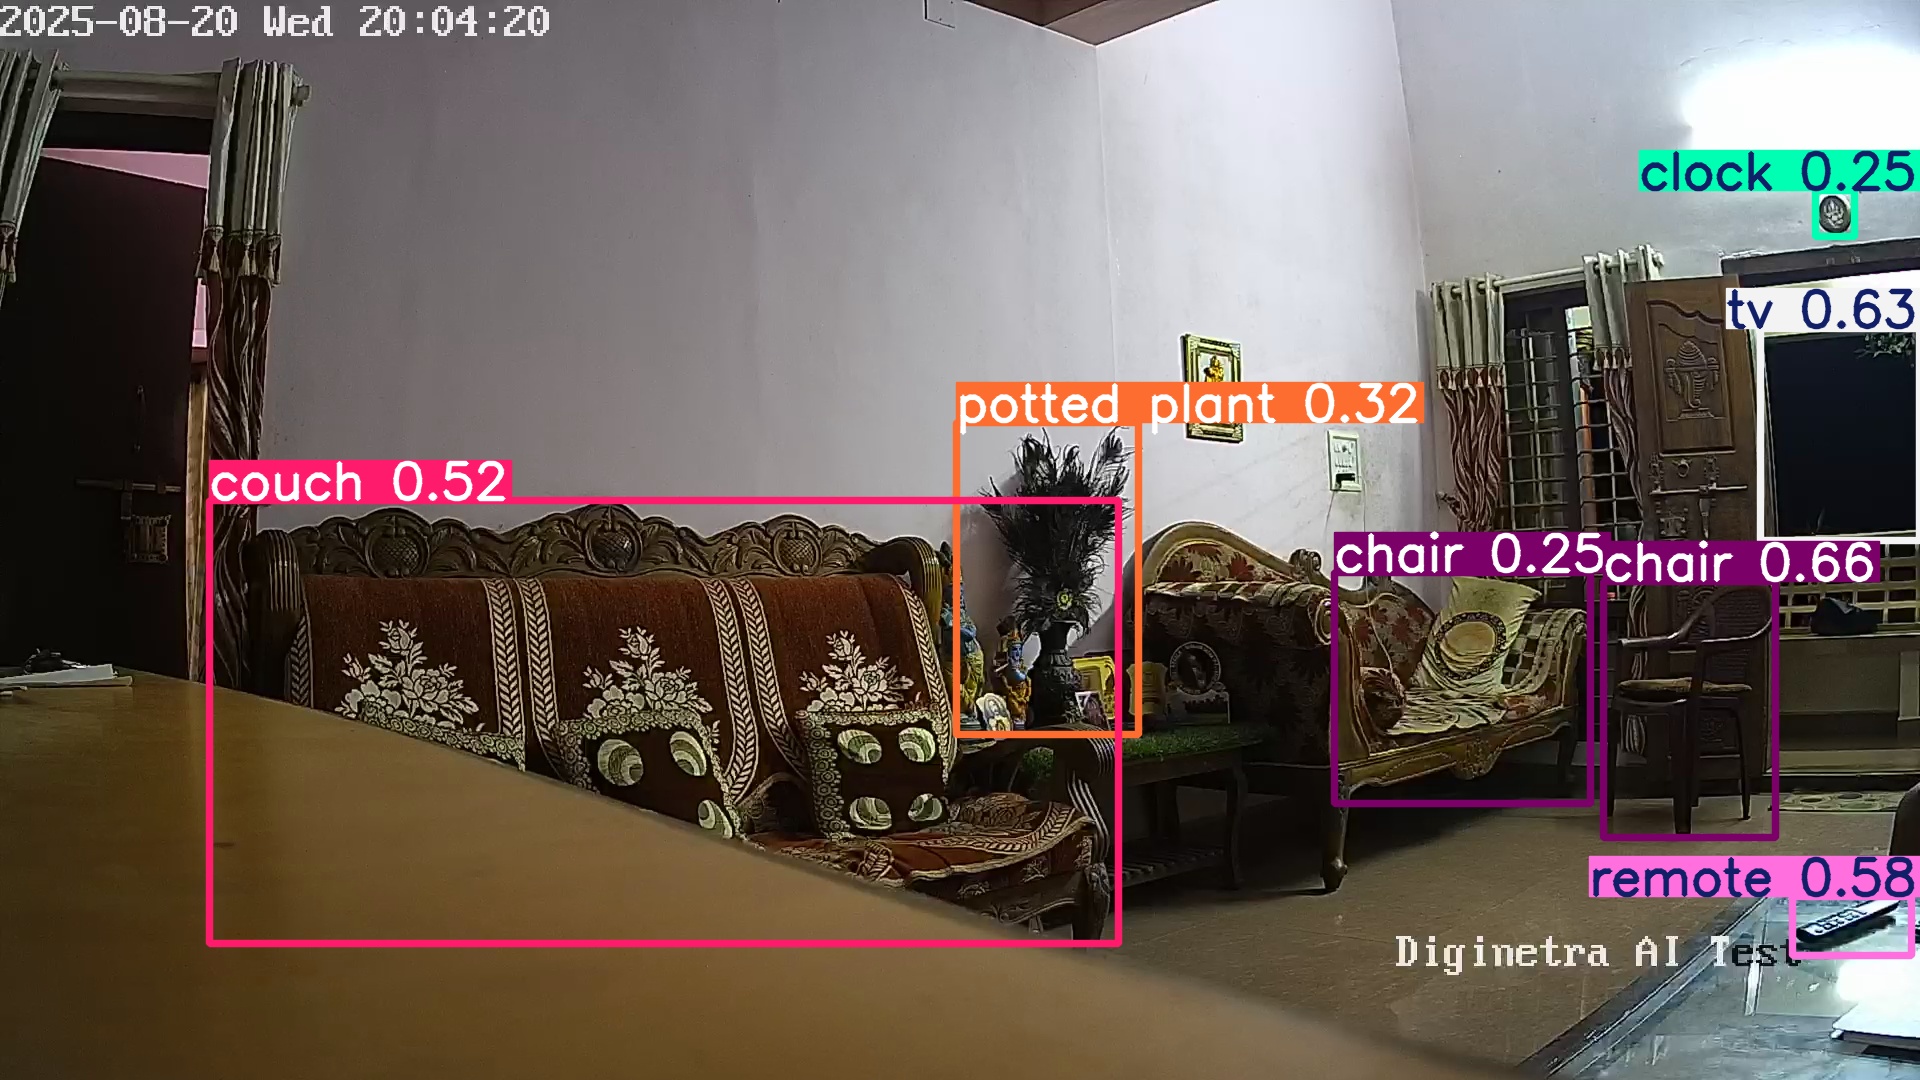 2025-08-20 Wed 20:04:20
clock 0.25
tv 0.63
potted plant 0.32
couch 0.52
chair 0.25
chair 0.66
remote 0.58
Diginetra AI Test